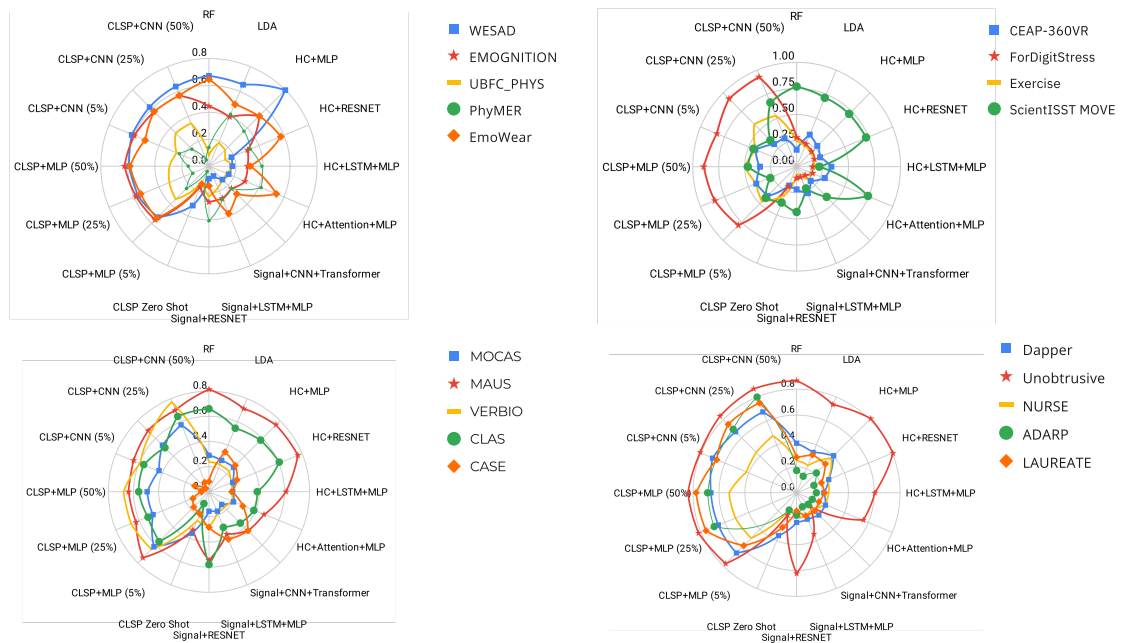 RF
CLSP+CNN (50%)
LDA
CLSP+CNN (25%)
HC+MLP
CLSP+CNN (5%)
HC+RESNET
CLSP+MLP (50%)
HC+LSTM+MLP
CLSP+MLP (25%)
HC+Attention+MLP
CLSP+MLP (5%)
Signal+CNN+Transformer
CLSP Zero Shot
Signal+LSTM+MLP
Signal+RESNET
0.8
0.6
0.4
0.2
0.0
WESAD
EMOGNITION
UBFC_PHYS
PhyMER
EmoWear
RF
CLSP+CNN (50%)
LDA
CLSP+CNN (25%)
HC+MLP
CLSP+CNN (5%)
HC+RESNET
CLSP+MLP (50%)
HC+LSTM+MLP
CLSP+MLP (25%)
HC+Attention+MLP
CLSP+MLP (5%)
Signal+CNN+Transformer
CLSP Zero Shot
Signal+LSTM+MLP
Signal+RESNET
1.00
0.75
0.50
0.25
0.00
CEAP-360VR
ForDigitStress
Exercise
ScientISST MOVE
RF
CLSP+CNN (50%)
LDA
CLSP+CNN (25%)
HC+MLP
CLSP+CNN (5%)
HC+RESNET
CLSP+MLP (50%)
HC+LSTM+MLP
CLSP+MLP (25%)
HC+Attention+MLP
CLSP+MLP (5%)
Signal+CNN+Transformer
CLSP Zero Shot
Signal+LSTM+MLP
Signal+RESNET
0.8
0.6
0.4
0.2
MOCAS
MAUS
VERBIO
CLAS
CASE
RF
CLSP+CNN (50%)
LDA
CLSP+CNN (25%)
HC+MLP
CLSP+CNN (5%)
HC+RESNET
CLSP+MLP (50%)
HC+LSTM+MLP
CLSP+MLP (25%)
HC+Attention+MLP
CLSP+MLP (5%)
Signal+CNN+Transformer
CLSP Zero Shot
Signal+LSTM+MLP
Signal+RESNET
0.8
0.6
0.4
0.2
0.0
Dapper
Unobtrusive
NURSE
ADARP
LAUREATE